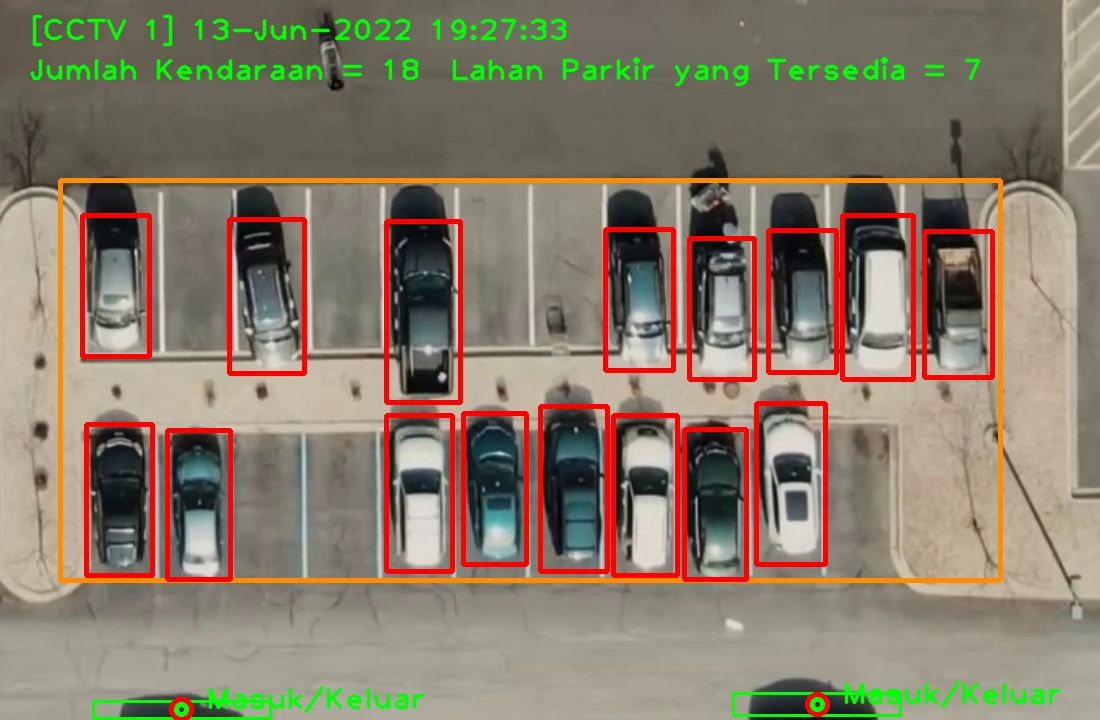 [CCTV 1] 13-Jun-2022 19:27:33
Jumlah Kendaraan = 18 Lahan Parkir yang Tersedia = 7
Masuk/Keluar
Masuk/Keluar